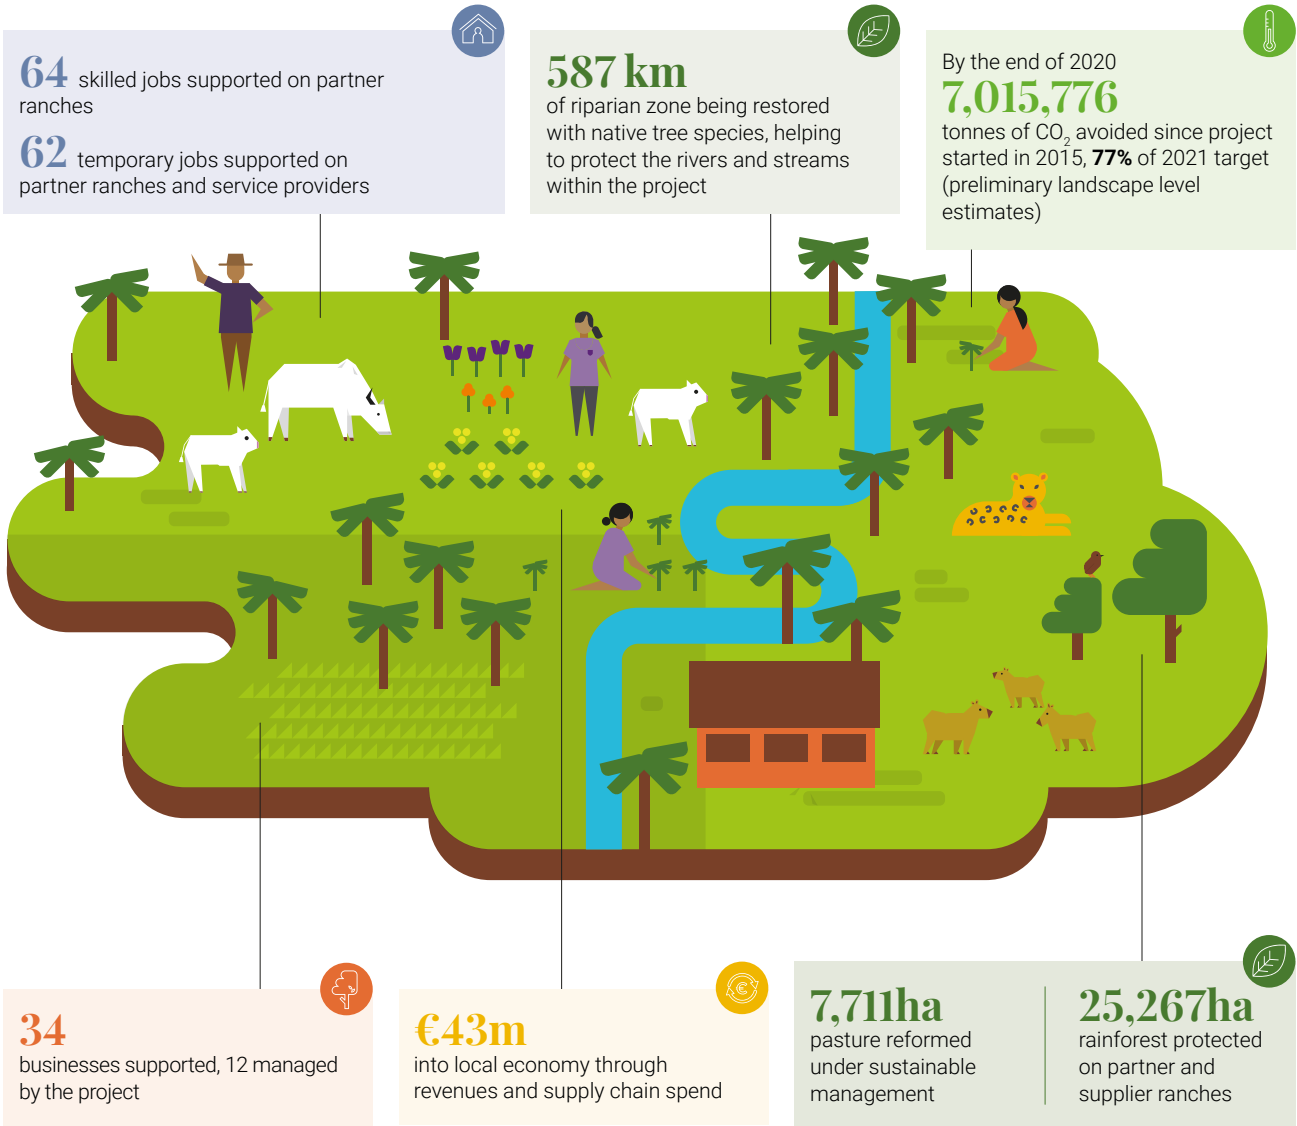 64 skilled jobs supported on partner
ranches
62 temporary jobs supported on
partner ranches and service providers
587 km
of riparian zone being restored
with native tree species, helping
to protect the rivers and streams
within the project
By the end of 2020
7,015,776
tonnes of CO₂ avoided since project
started in 2015, 77% of 2021 target
(preliminary landscape level
estimates)
34
businesses supported, 12 managed
by the project
€43m
into local economy through
revenues and supply chain spend
7,711ha
pasture reformed
under sustainable
management
25,267ha
rainforest protected
on partner and
supplier ranches